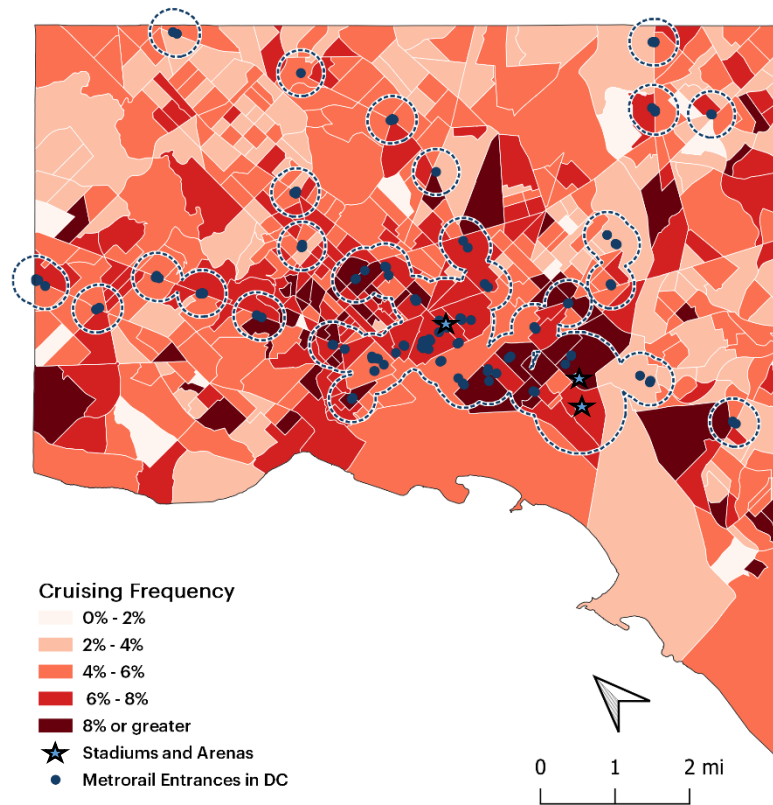 Cruising Frequency
0% - 2%
2% - 4%
4% - 6%
6% - 8%
8% or greater
Stadiums and Arenas
Metrorail Entrances in DC
0 1 2 mi